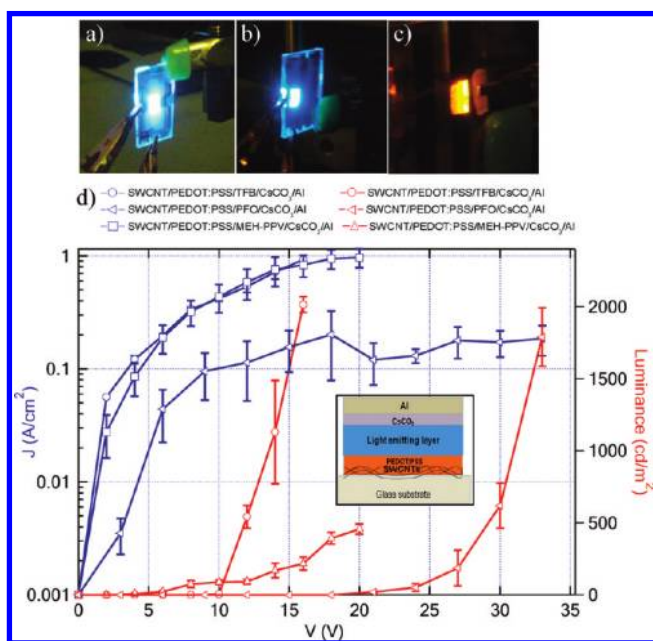 a) b) c)
d)
SWCNT/PEDOT:PSS/TFB/CsCO3/Al SWCNT/PEDOT:PSS/TFB/CsCO3/Al
SWCNT/PEDOT:PSS/PFO/CsCO3/Al SWCNT/PEDOT:PSS/PFO/CsCO3/Al
SWCNT/PEDOT:PSS/MEH-PPV/CsCO3/Al SWCNT/PEDOT:PSS/MEH-PPV/CsCO3/Al
1
0.1
0.01
0.001
J (A/cm²)
Al
CsCO3
Light emitting layer
PEDOT:PSS
SWCNTs
Glass substrate
2000
1500
1000
500
0
Luminance (cd/m²)
0 5 10 15 20 25 30 35
V (V)